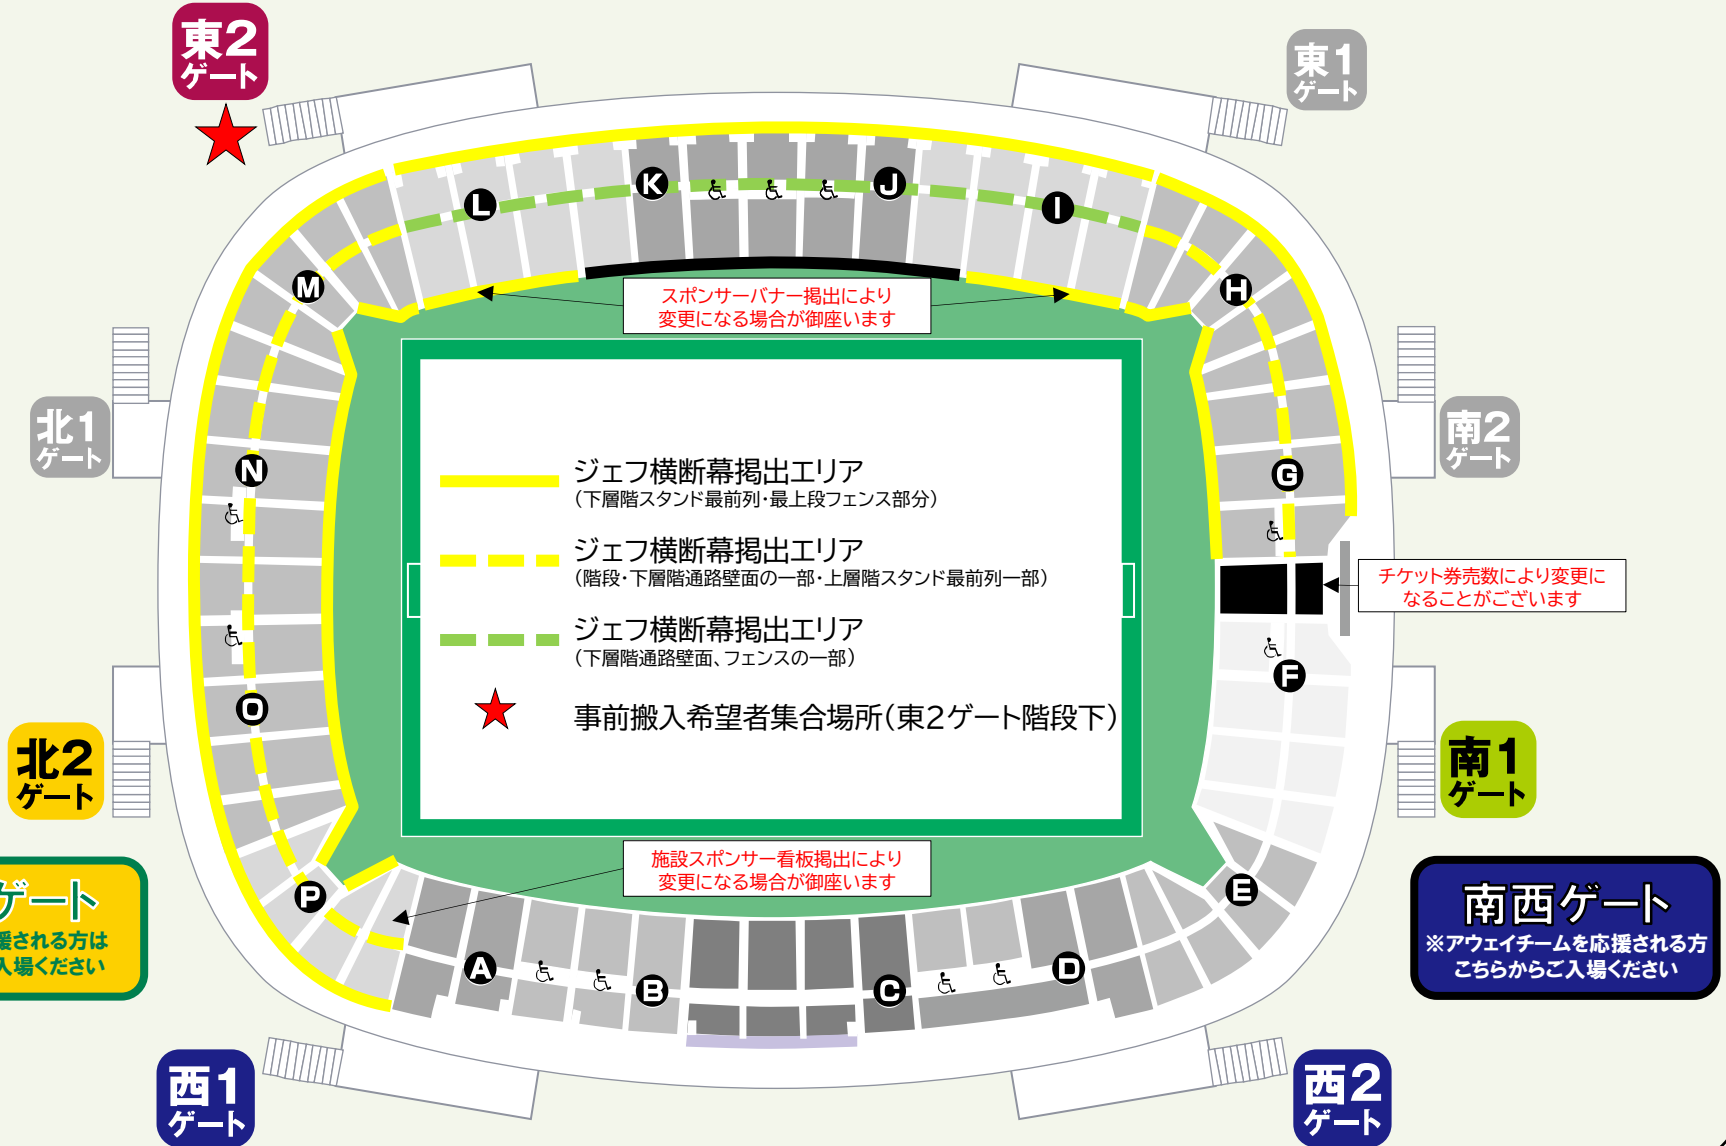 東2
ゲート
東1
ゲート
K
J
L
I
M
H
スポンサーバナー掲出により
変更になる場合が御座います
北1
ゲート
南2
ゲート
N
G
ジェフ横断幕掲出エリア
(下層階スタンド最前列・最上段フェンス部分)
ジェフ横断幕掲出エリア
(階段・下層階通路壁面の一部・上層階スタンド最前列一部)
チケット券売数により変更に
なることがございます
ジェフ横断幕掲出エリア
(下層階通路壁面、フェンスの一部)
F
O
事前搬入希望者集合場所(東2ゲート階段下)
北2
ゲート
南1
ゲート
施設スポンサー看板掲出により
変更になる場合が御座います
P
E
ゲート
援される方は
入場ください
南西ゲート
※アウェイチームを応援される方
こちらからご入場ください
A
B
C
D
西1
ゲート
西2
ゲート